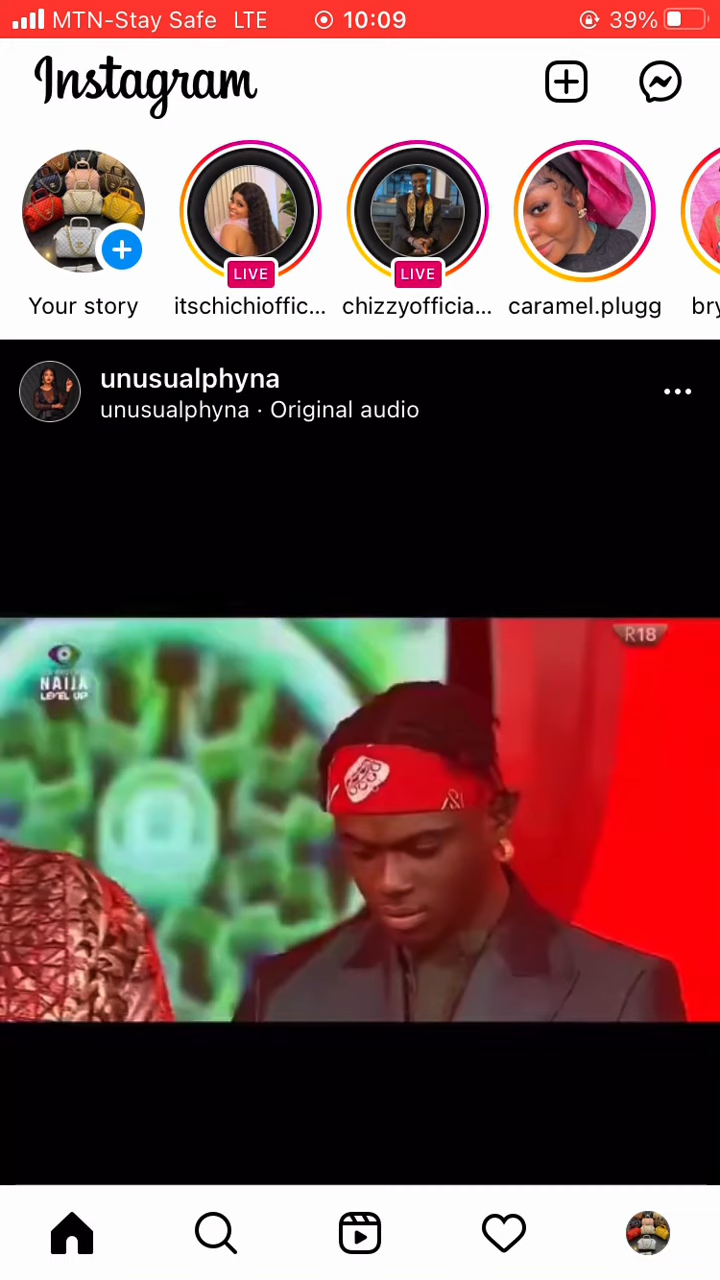 MTN-Stay Safe LTE 10:09 39%
Instagram
LIVE LIVE
Your story itschichioffic... chizzyofficia... caramel.plugg bry
unusualphyna
unusualphyna · Original audio
R18
NAIJA
LEVEL UP